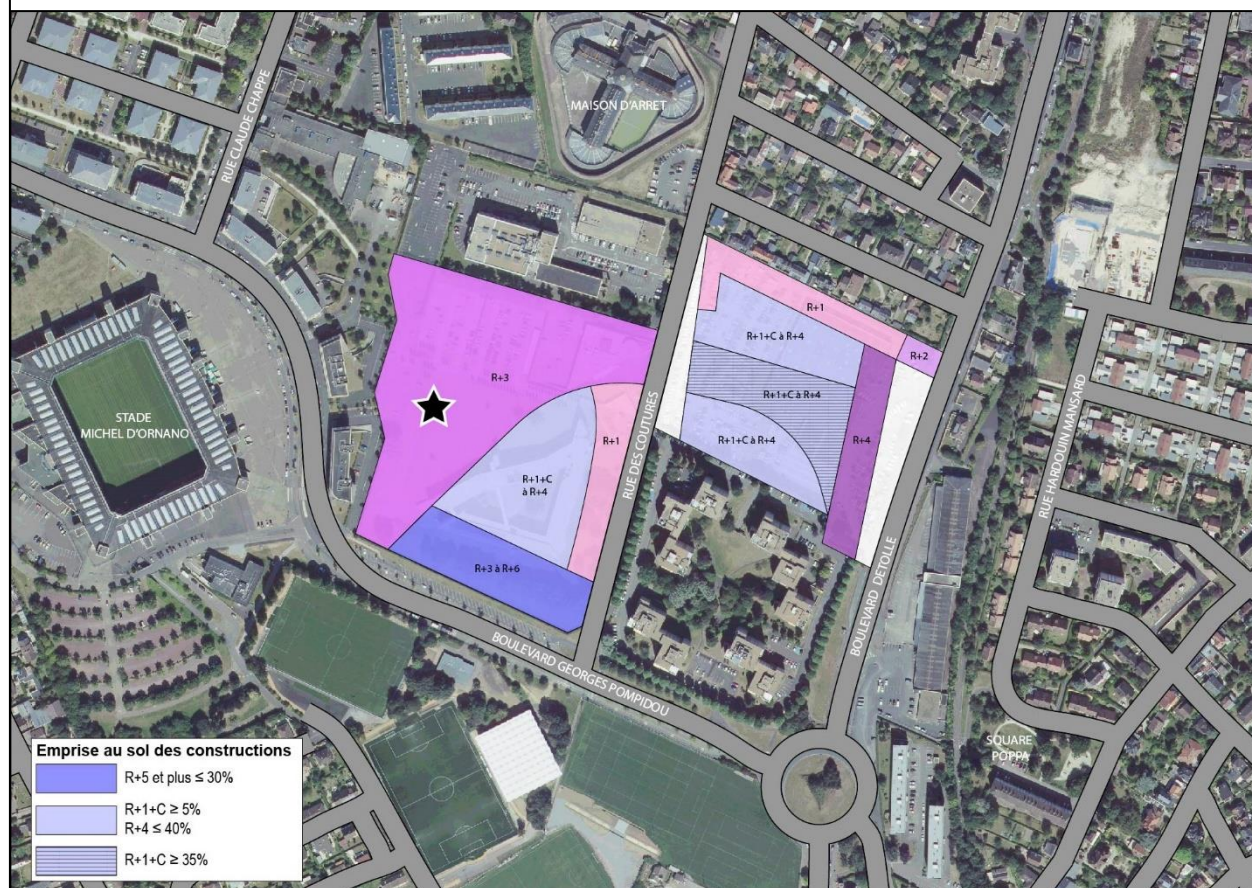 RUE CLAUDE CHAPPE
MAISON D'ARRET
STADE
MICHEL D'ORNANO
R+3
R+1+C
à R+4
R+1
R+3 à R+6
RUE DES COUTURES
R+1
R+2
R+1+C à R+4
R+1+C à R+4
R+1+C à R+4
R+4
BOULEVARD DETOLLE
RUE HARDOUIN MANSARD
BOULEVARD GEORGES POMPIDOU
SQUARE
POPPA
Emprise au sol des constructions
R+5 et plus ≤ 30%
R+1+C ≥ 5%
R+4 ≤ 40%
R+1+C ≥ 35%